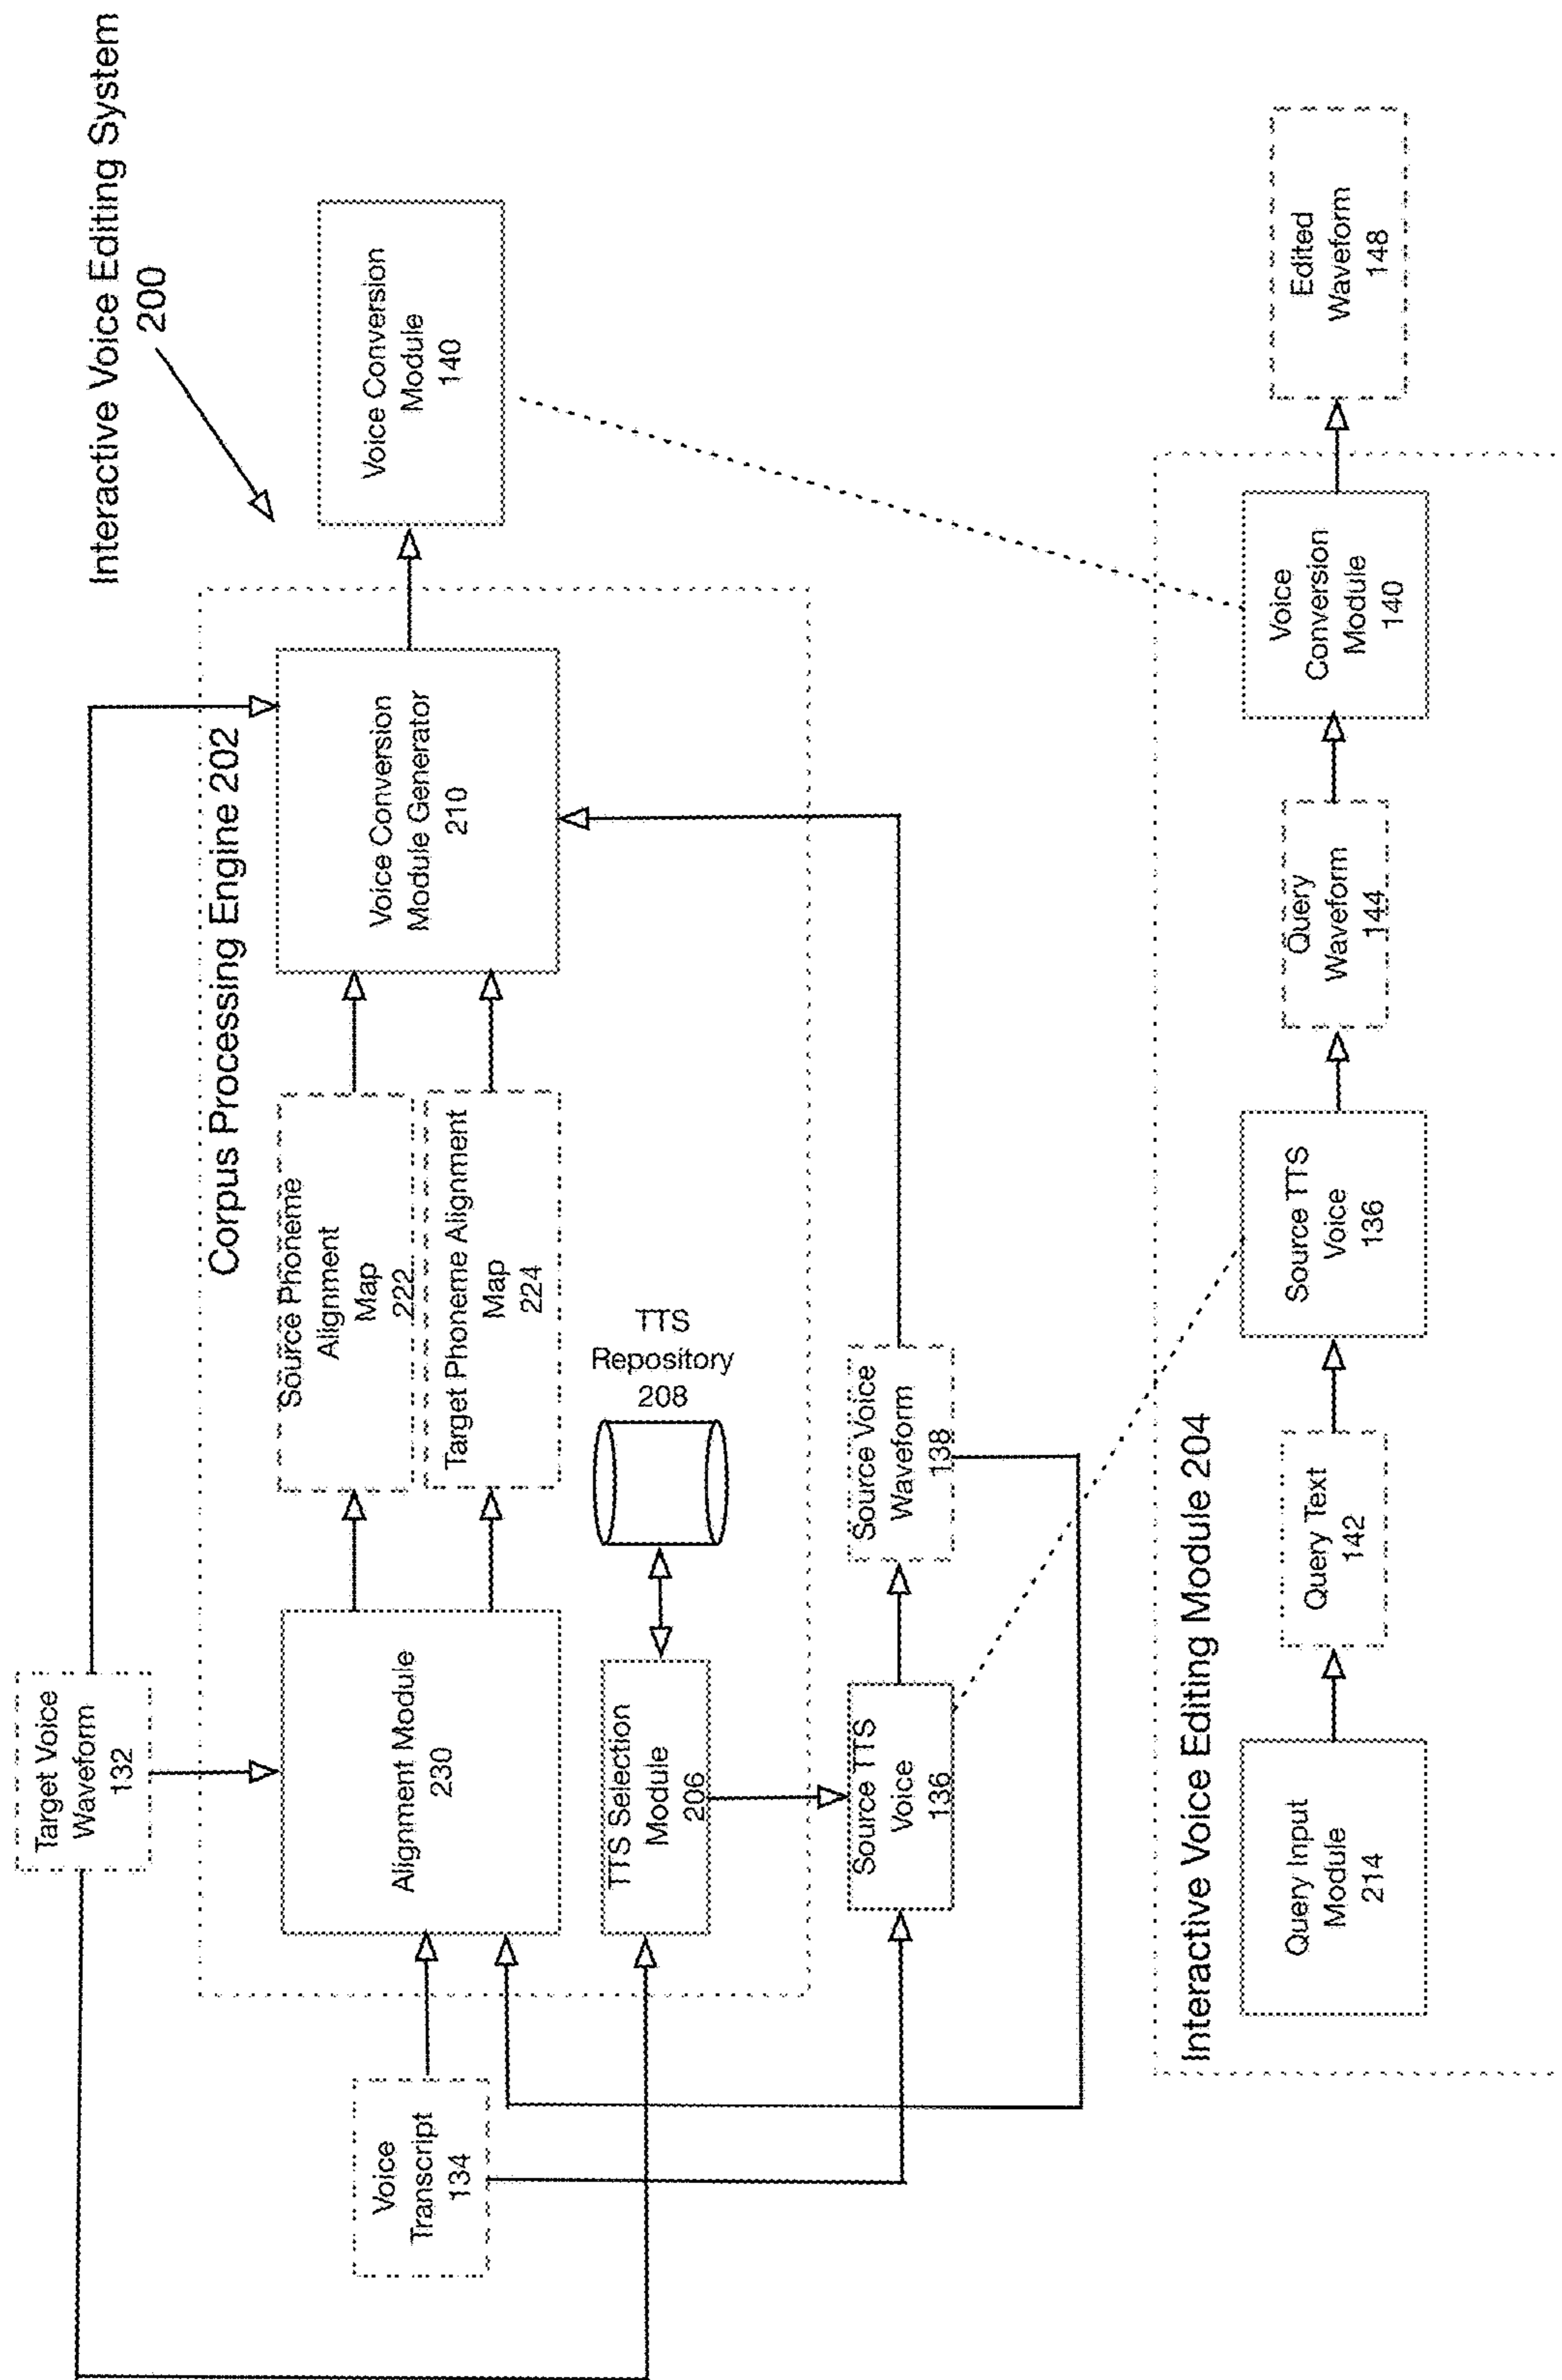 Interactive Voice Editing System
200
Target Voice
Waveform
132
Corpus Processing Engine 202
Voice
Transcript
134
Alignment Module
230
Source Phoneme
Alignment
Map
222
Target Phoneme Alignment
Map
224
Voice Conversion
Module Generator
210
Voice Conversion
Module
140
TTS Selection
Module
206
TTS
Repository
208
Source TTS
Voice
136
Source Voice
Waveform
138
Interactive Voice Editing Module 204
Query Input
Module
214
Query Text
142
Source TTS
Voice
136
Query
Waveform
144
Voice
Conversion
Module
140
Edited
Waveform
148